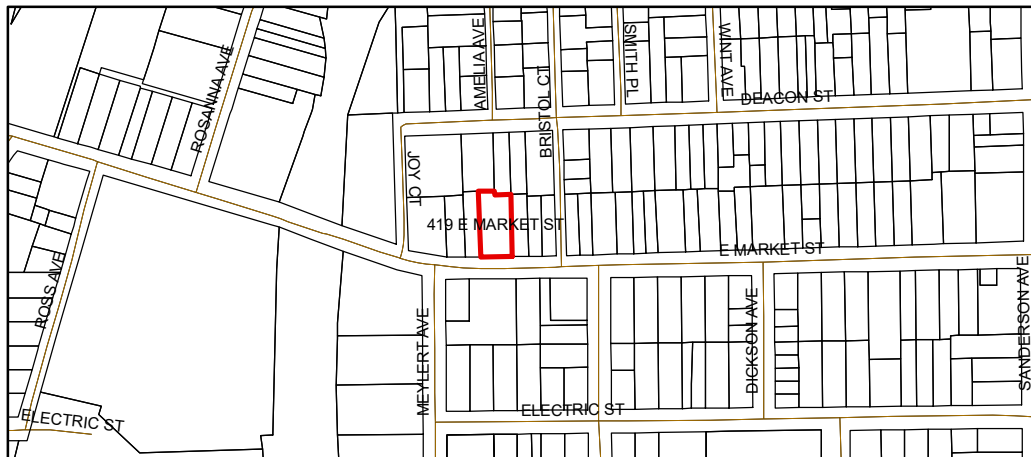 ROSANNA AVE
AMELIA AVE
BRISTOL CT
SMITH PL
WNT AVE
DEACON ST
JOY CT
419 E MARKET ST
E MARKET ST
ROSS AVE
MEYLERT AVE
DICKSON AVE
SANDERSON AVE
ELECTRIC ST
ELECTRIC ST